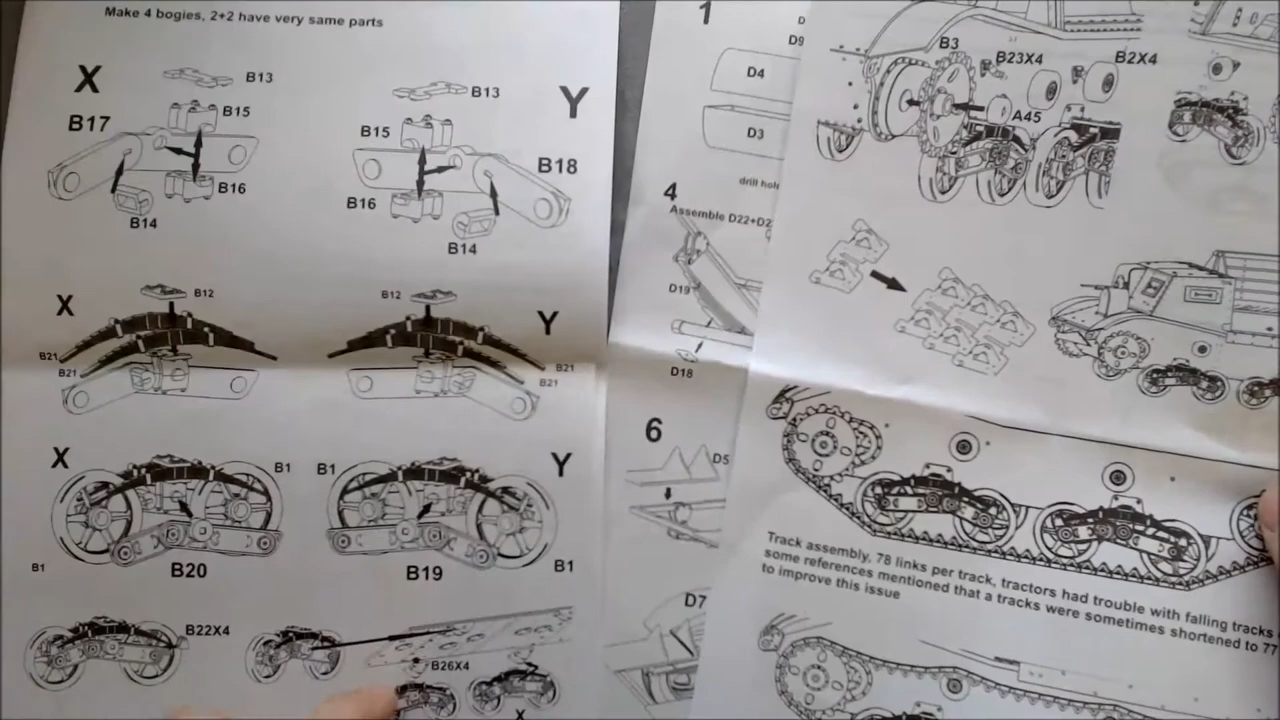 Make 4 bogies, 2+2 have very same parts
X
B13
B15
B17
B16
B14
B13
Y
B15
B18
B16
B14
X
B12
B21
B21
B12
Y
B21
B21
X
B1
B1
B20
B1
Y
B19
B1
B22X4
B26X4
X
1
D9
D4
D3
drill hole
4
Assemble D22+D2
D19
D18
6
D5
D7
B3
B23X4
B2X4
A45
Track assembly, 78 links per track, tractors had trouble with falling tracks
some references mentioned that a tracks were sometimes shortened to 77
to improve this issue